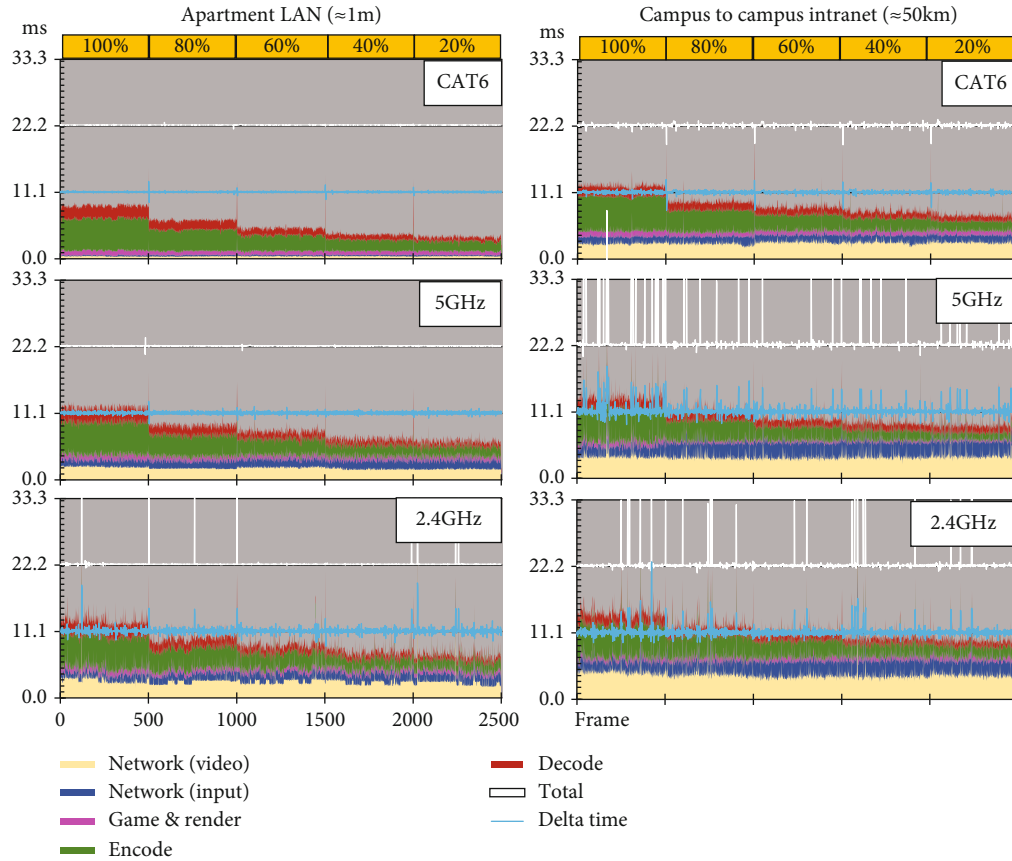 Apartment LAN (≈1m)
Campus to campus intranet (≈50km)
ms
100% 80% 60% 40% 20%
100% 80% 60% 40% 20%
33.3
CAT6
22.2
11.1
0.0
33.3
CAT6
22.2
11.1
0.0
33.3
5GHz
22.2
11.1
0.0
33.3
5GHz
22.2
11.1
0.0
33.3
2.4GHz
22.2
11.1
0.0
33.3
2.4GHz
22.2
11.1
0.0
0 500 1000 1500 2000 2500
Frame
Network (video)
Network (input)
Game & render
Encode
Decode
Total
Delta time